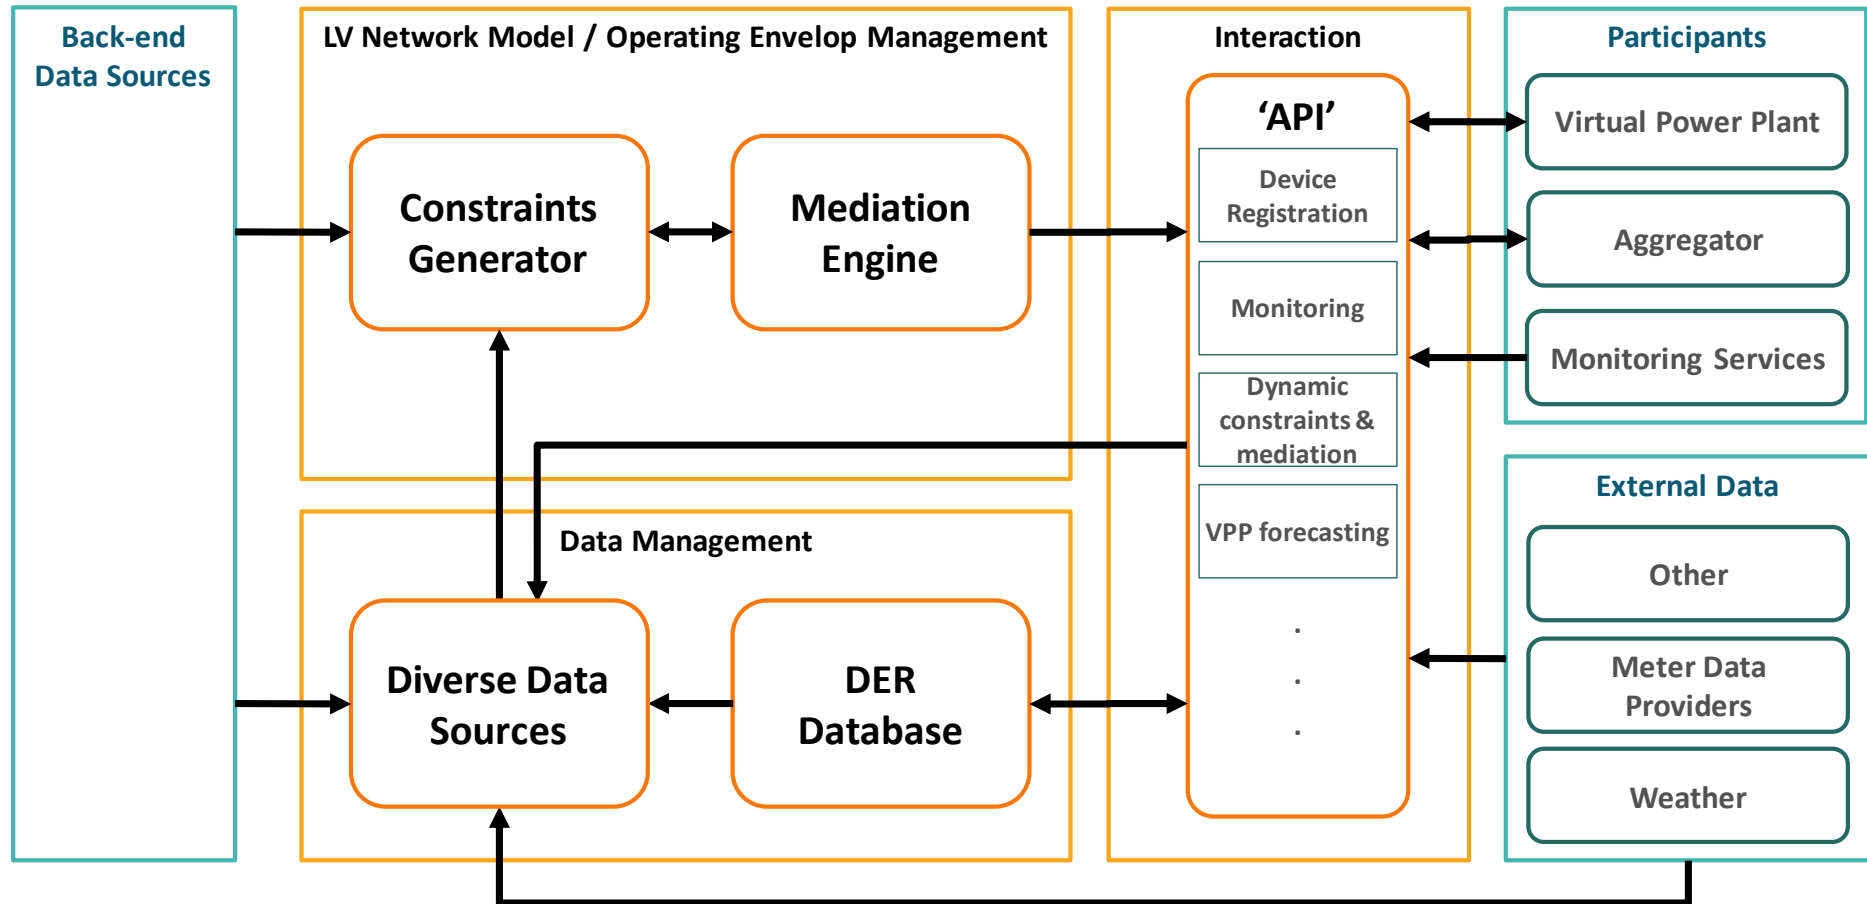 Back-end
Data Sources
LV Network Model / Operating Envelop Management
Constraints
Generator
Mediation
Engine
Data Management
Diverse Data
Sources
DER
Database
Interaction
‘API’
Device
Registration
Monitoring
Dynamic
constraints &
mediation
VPP forecasting
.
.
.
Participants
Virtual Power Plant
Aggregator
Monitoring Services
External Data
Other
Meter Data
Providers
Weather